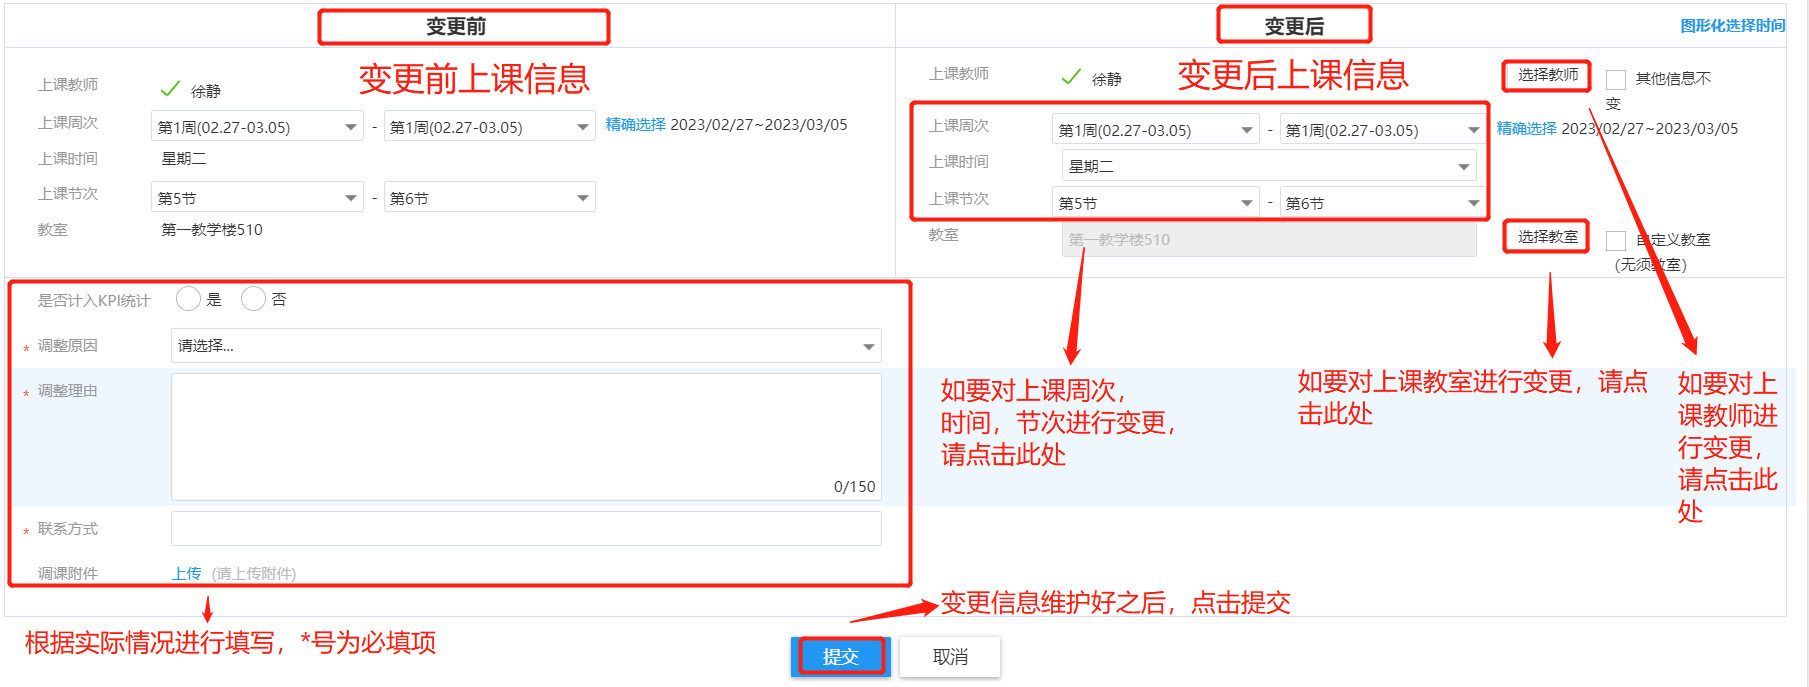 变更前
变更后
图形化选择时间
变更前上课信息
上课教师
徐静
上课周次
第1周(02.27-03.05)
-
第1周(02.27-03.05)
精确选择 2023/02/27~2023/03/05
上课时间
星期二
上课节次
第5节
-
第6节
教室
第一教学楼510
变更后上课信息
上课教师
徐静
选择教师
其他信息不
变
上课周次
第1周(02.27-03.05)
-
第1周(02.27-03.05)
精确选择 2023/02/27~2023/03/05
上课时间
星期二
上课节次
第5节
-
第6节
教室
第一教学楼510
选择教室
自定义教室
(无须教室)
是否计入KPI统计
是
否
* 调整原因
请选择...
* 调整理由
0/150
* 联系方式
调课附件
上传 (请上传附件)
如要对上课周次，
时间，节次进行变更，
请点击此处
如要对上课教室进行变更，请点
击此处
如要对上
课教师进
行变更，
请点击此
处
变更信息维护好之后，点击提交
根据实际情况进行填写，*号为必填项
提交
取消